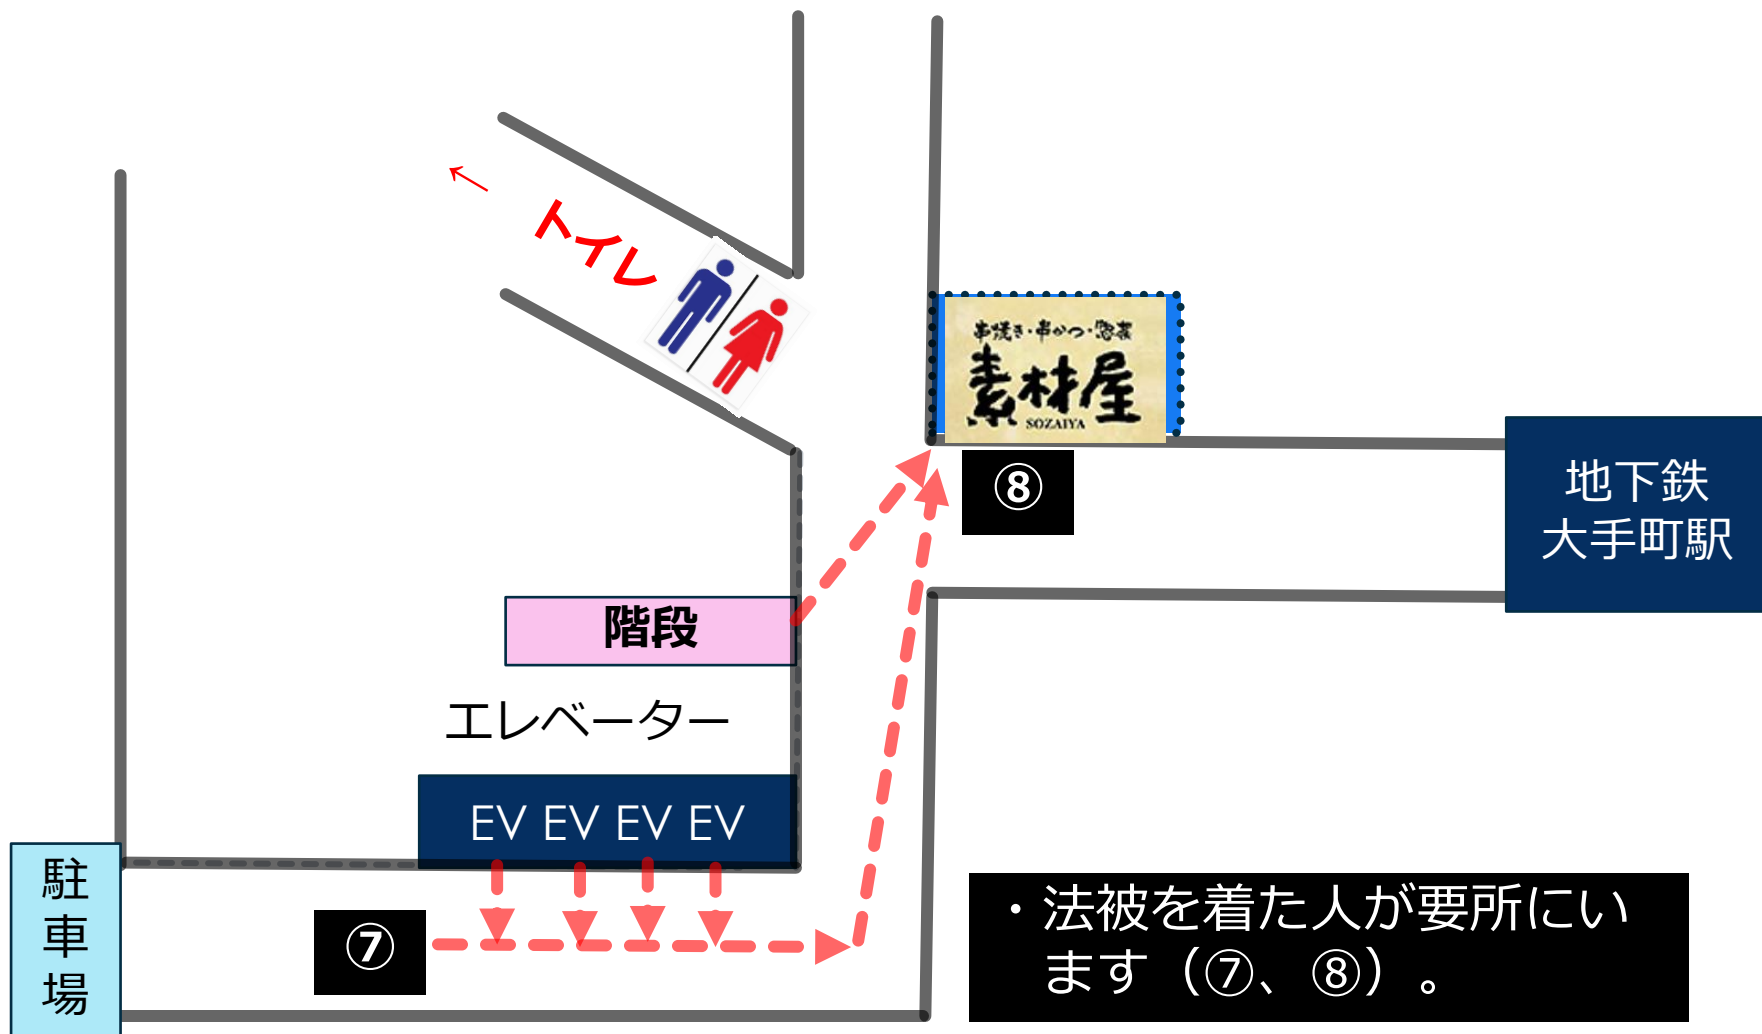 ← トイレ
串焼き・串かつ・惣菜
素材屋
SOZAIYA
⑧
地下鉄
大手町駅
階段
エレベーター
EV EV EV EV
駐
車
場
⑦
・法被を着た人が要所にい
ます（⑦、⑧）。